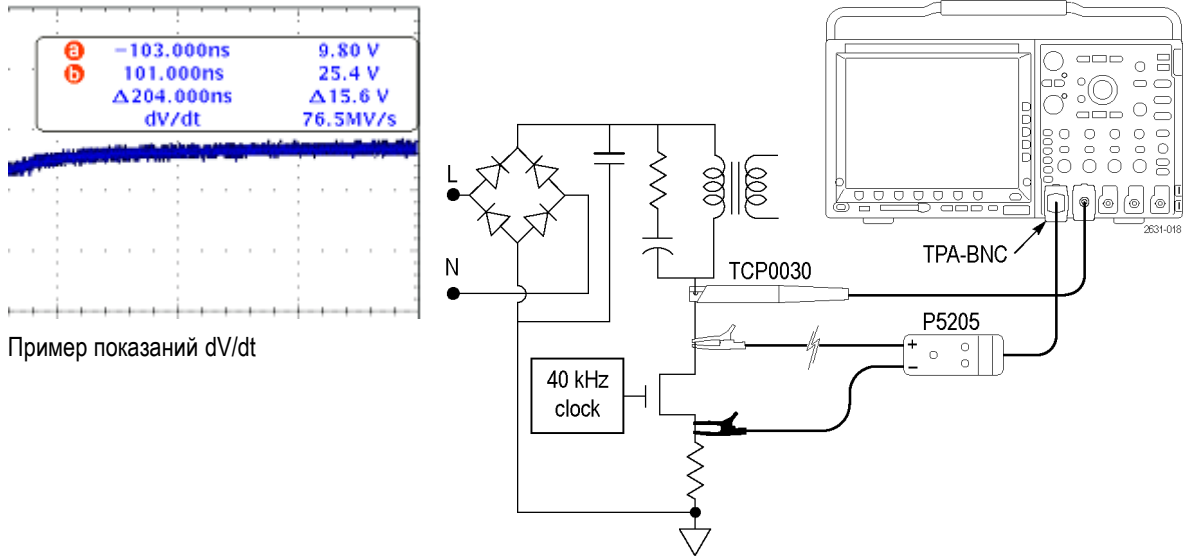 a −103.000ns 9.80 V
b 101.000ns 25.4 V
Δ204.000ns Δ15.6 V
dV/dt 76.5MV/s
Пример показаний dV/dt
L
N
40 kHz
clock
TCP0030
TPA-BNC
2631-018
P5205
+
−